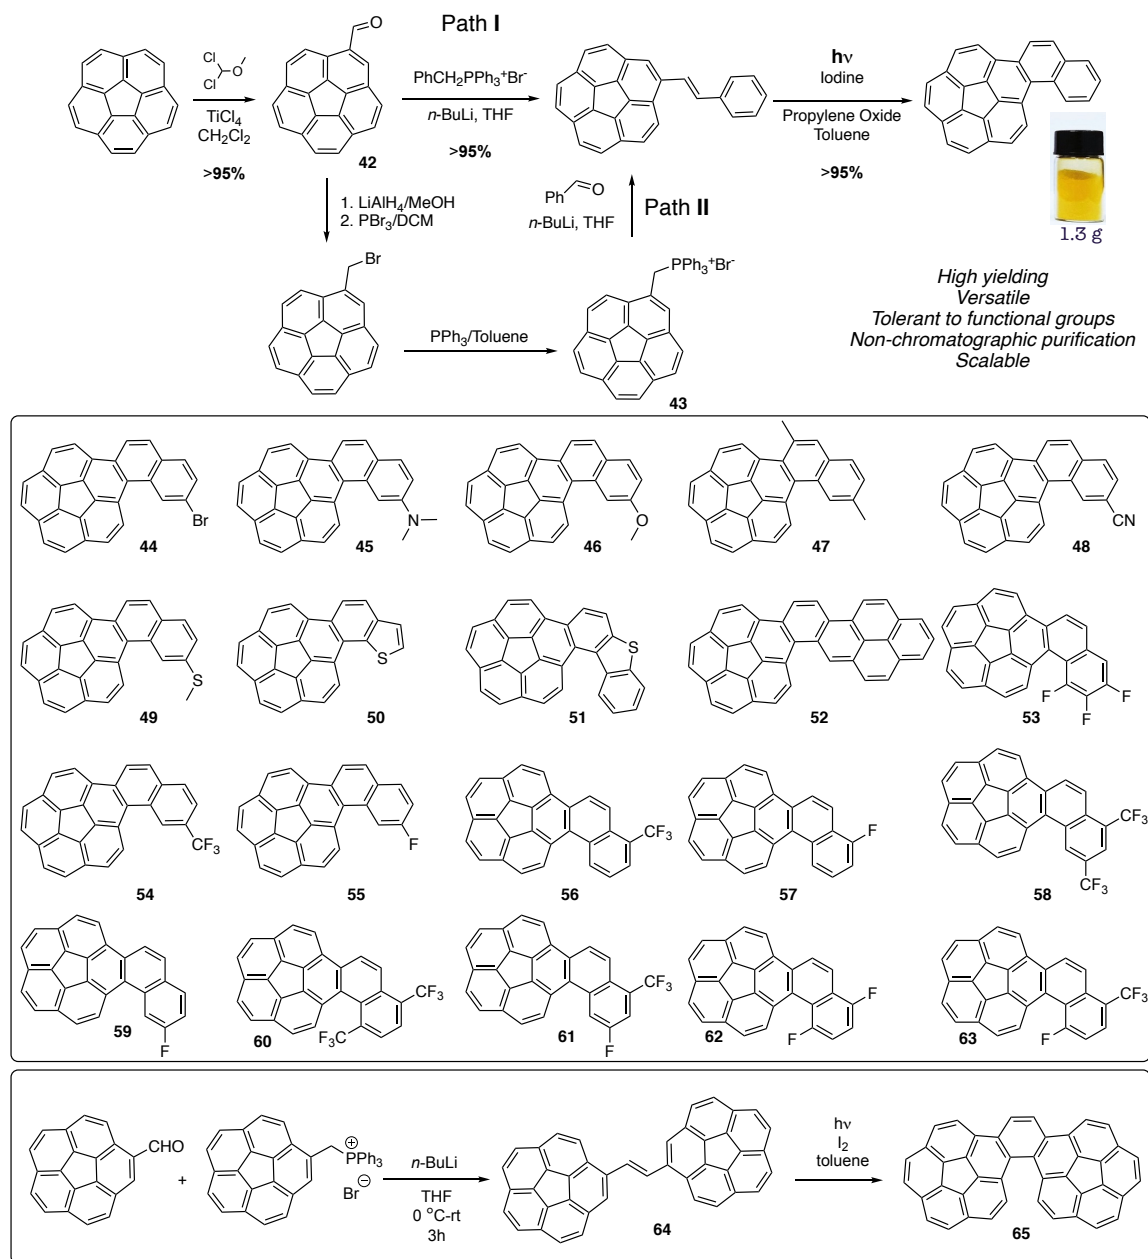 Path I
Cl
O
Cl
TiCl4
CH2Cl2
>95%
O
42
PhCH2PPh3+Br-
n-BuLi, THF
>95%
hν
Iodine
Propylene Oxide
Toluene
>95%
1.3 g
1. LiAlH4/MeOH
2. PBr3/DCM
Ph
O
n-BuLi, THF
Path II
Br
PPh3/Toluene
PPh3+Br-
43
High yielding
Versatile
Tolerant to functional groups
Non-chromatographic purification
Scalable
Br
44
N
45
O
46
47
CN
48
S
49
S
50
S
51
52
F
F
F
53
CF3
54
F
55
CF3
56
F
57
CF3
CF3
58
F
59
CF3
F3C
60
CF3
F
61
F
F
62
CF3
F
63
CHO
+
PPh3
+
Br
−
n-BuLi
THF
0 °C-rt
3h
64
hν
I2
toluene
65